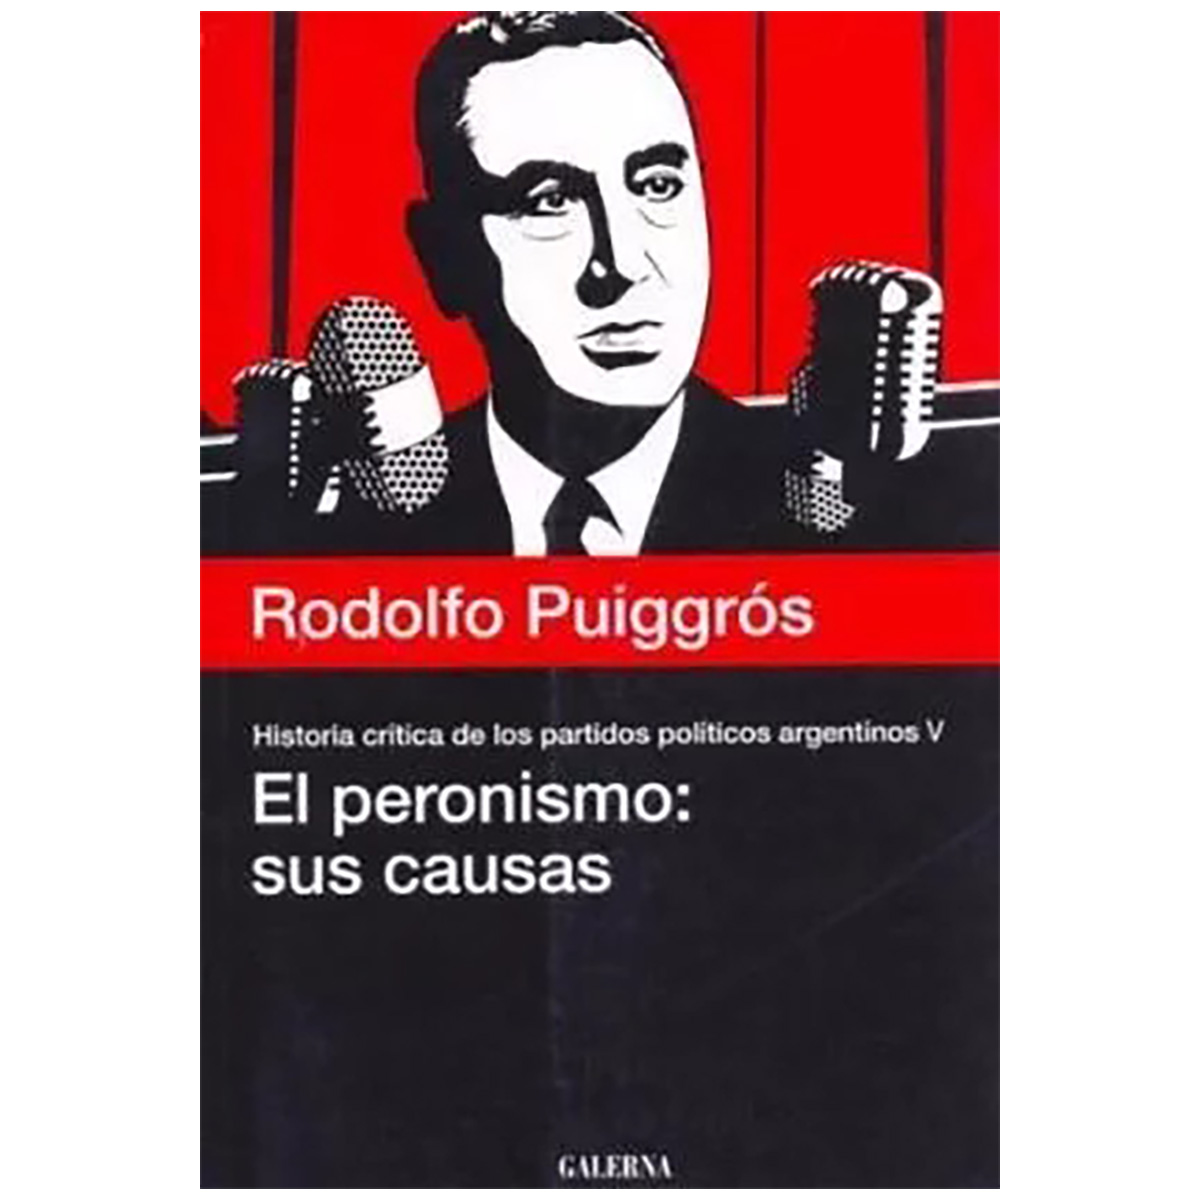 Rodolfo Puiggrós
Historia crítica de los partidos políticos argentinos V
El peronismo:
sus causas
GALERNA